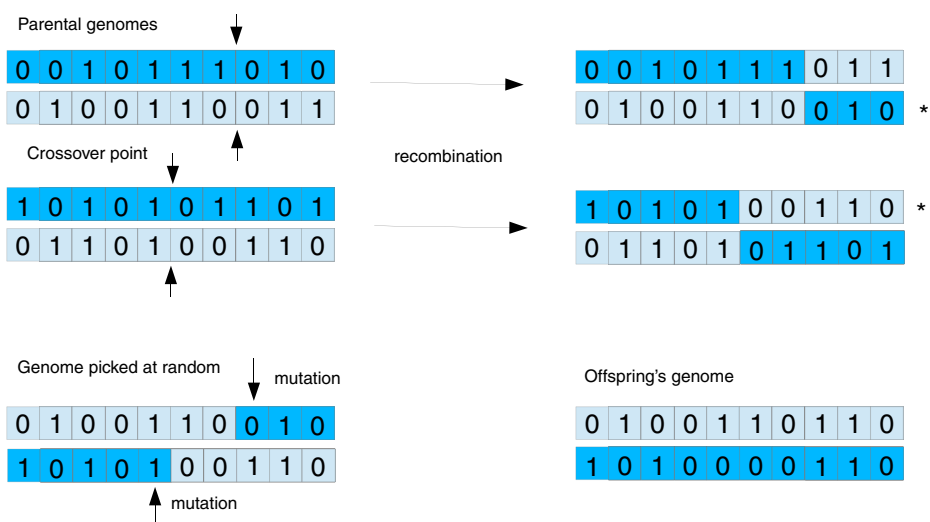 Parental genomes
0 0 1 0 1 1 1 0 1 0
0 1 0 0 1 1 0 0 1 1
0 0 1 0 1 1 1 0 1 1
0 1 0 0 1 1 0 0 1 0 *
Crossover point
recombination
1 0 1 0 1 0 1 1 0 1
0 1 1 0 1 0 0 1 1 0
1 0 1 0 1 0 0 1 1 0 *
0 1 1 0 1 0 1 1 0 1
Genome picked at random
mutation
0 1 0 0 1 1 0 0 1 0
1 0 1 0 1 0 0 1 1 0
mutation
Offspring's genome
0 1 0 0 1 1 0 1 1 0
1 0 1 0 0 0 0 1 1 0